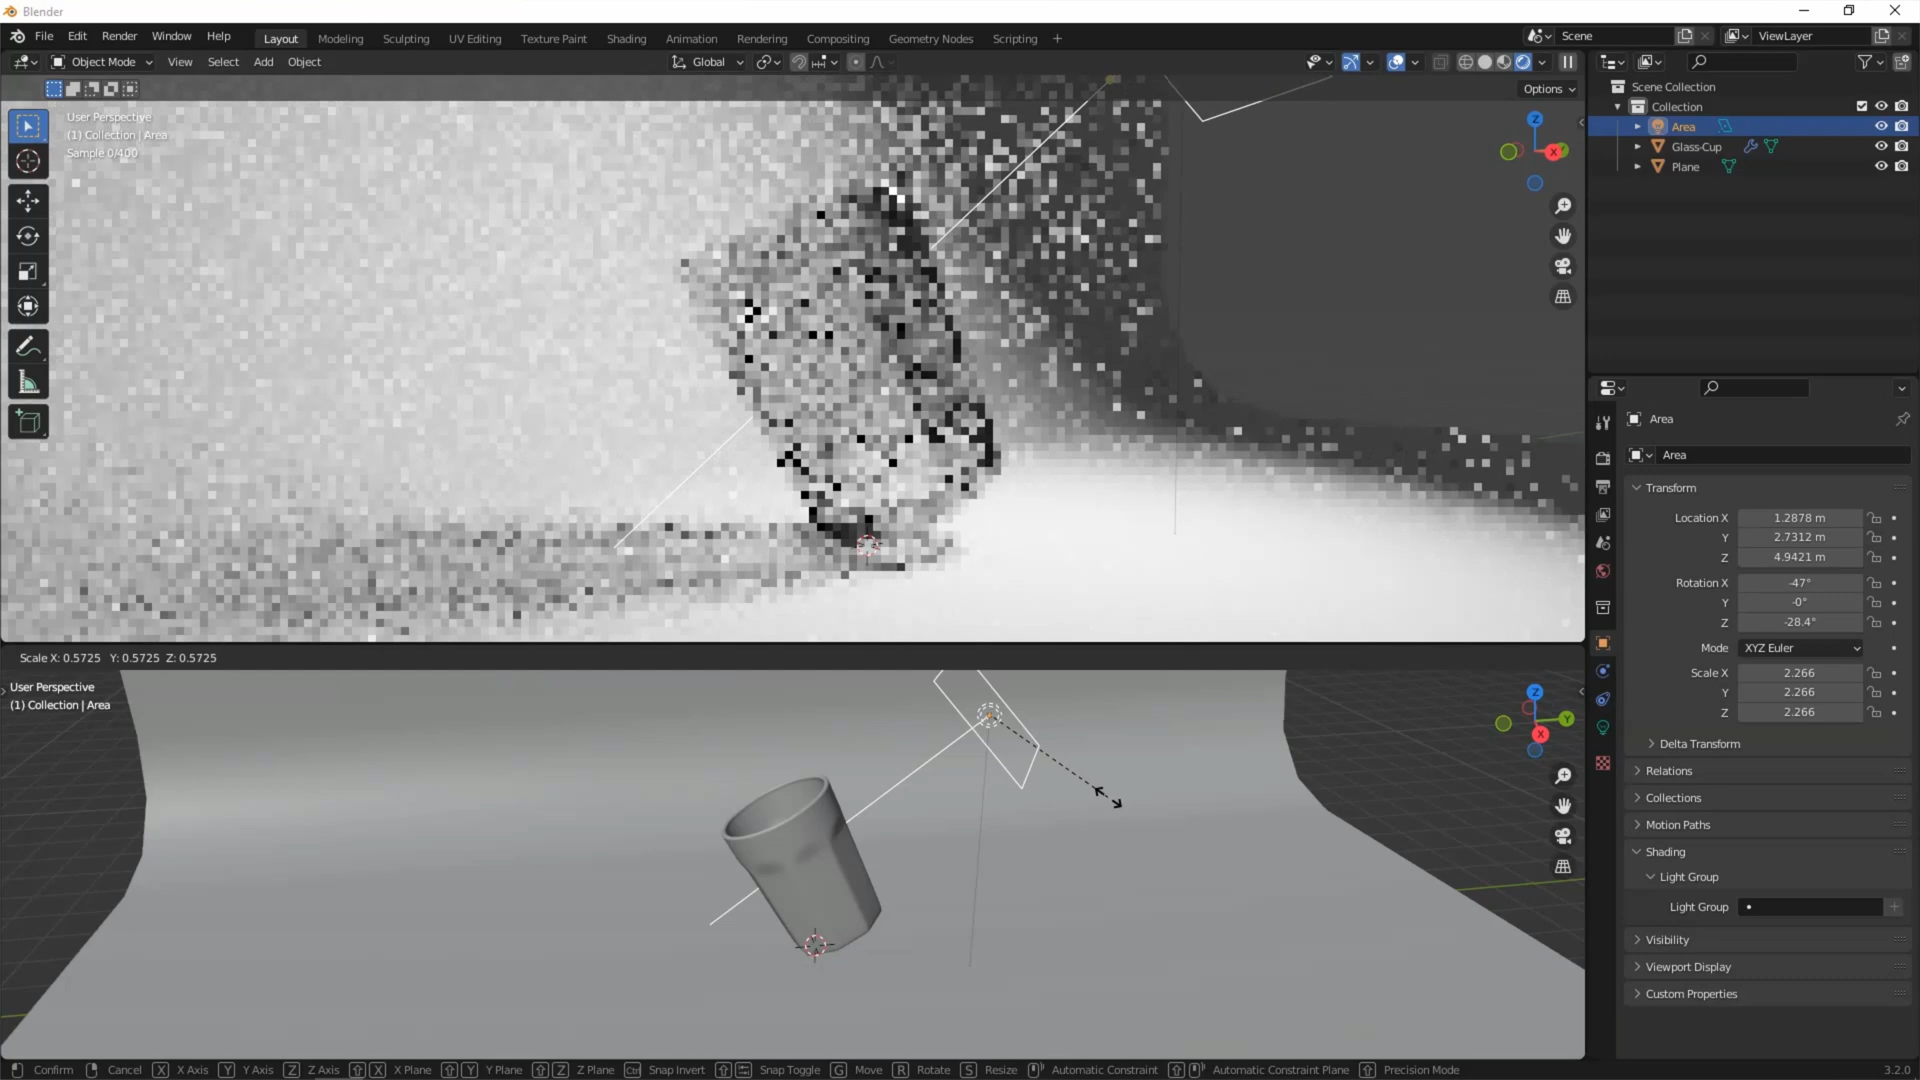 Blender
File Edit Render Window Help
Layout Modeling Sculpting UV Editing Texture Paint Shading Animation Rendering Compositing Geometry Nodes Scripting +
Scene
ViewLayer
Object Mode View Select Add Object
Global
Options
User Perspective
(1) Collection | Area
Sample 0/400
Z
X
Scene Collection
Collection
Area
Glass-Cup
Plane
Area
Area
Transform
Location X 1.2878 m
Y 2.7312 m
Z 4.9421 m
Rotation X -47°
Y -0°
Z -28.4°
Mode XYZ Euler
Scale X 2.266
Y 2.266
Z 2.266
Delta Transform
Relations
Collections
Motion Paths
Shading
Light Group
Light Group
Visibility
Viewport Display
Custom Properties
Scale X: 0.5725 Y: 0.5725 Z: 0.5725
User Perspective
(1) Collection | Area
Z
Y
X
Confirm Cancel X X Axis Y Y Axis Z Z Axis X X Plane Y Y Plane Z Z Plane Ctrl Snap Invert Snap Toggle G Move R Rotate S Resize Automatic Constraint Automatic Constraint Plane Precision Mode
3.2.0